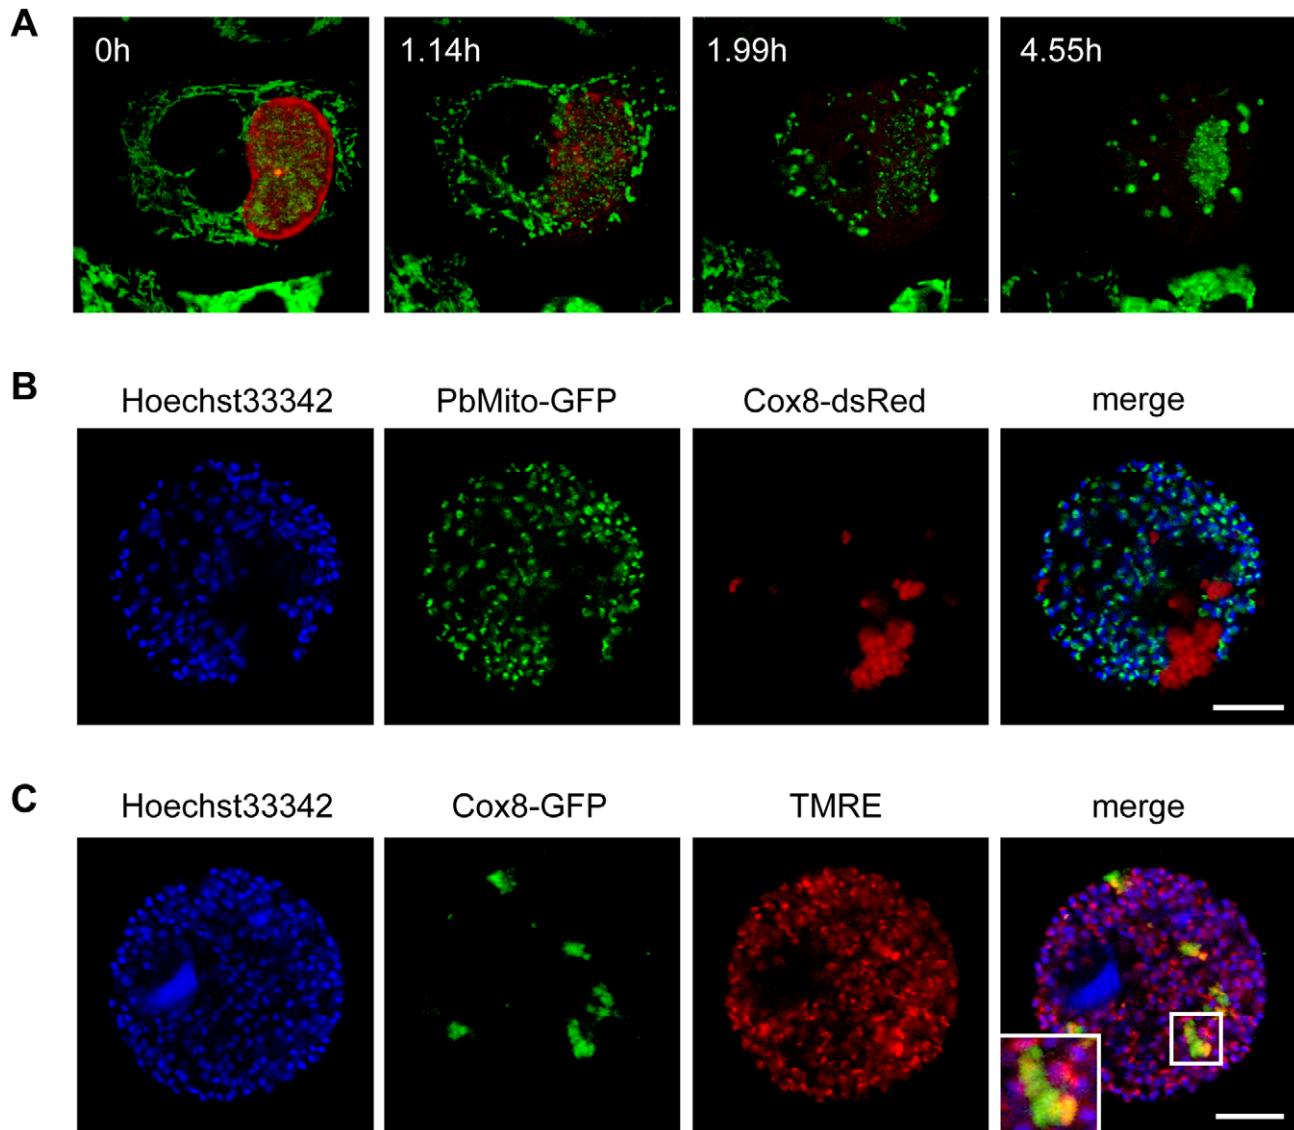 A
0h 1.14h 1.99h 4.55h
B
Hoechst33342 PbMito-GFP Cox8-dsRed merge
C
Hoechst33342 Cox8-GFP TMRE merge